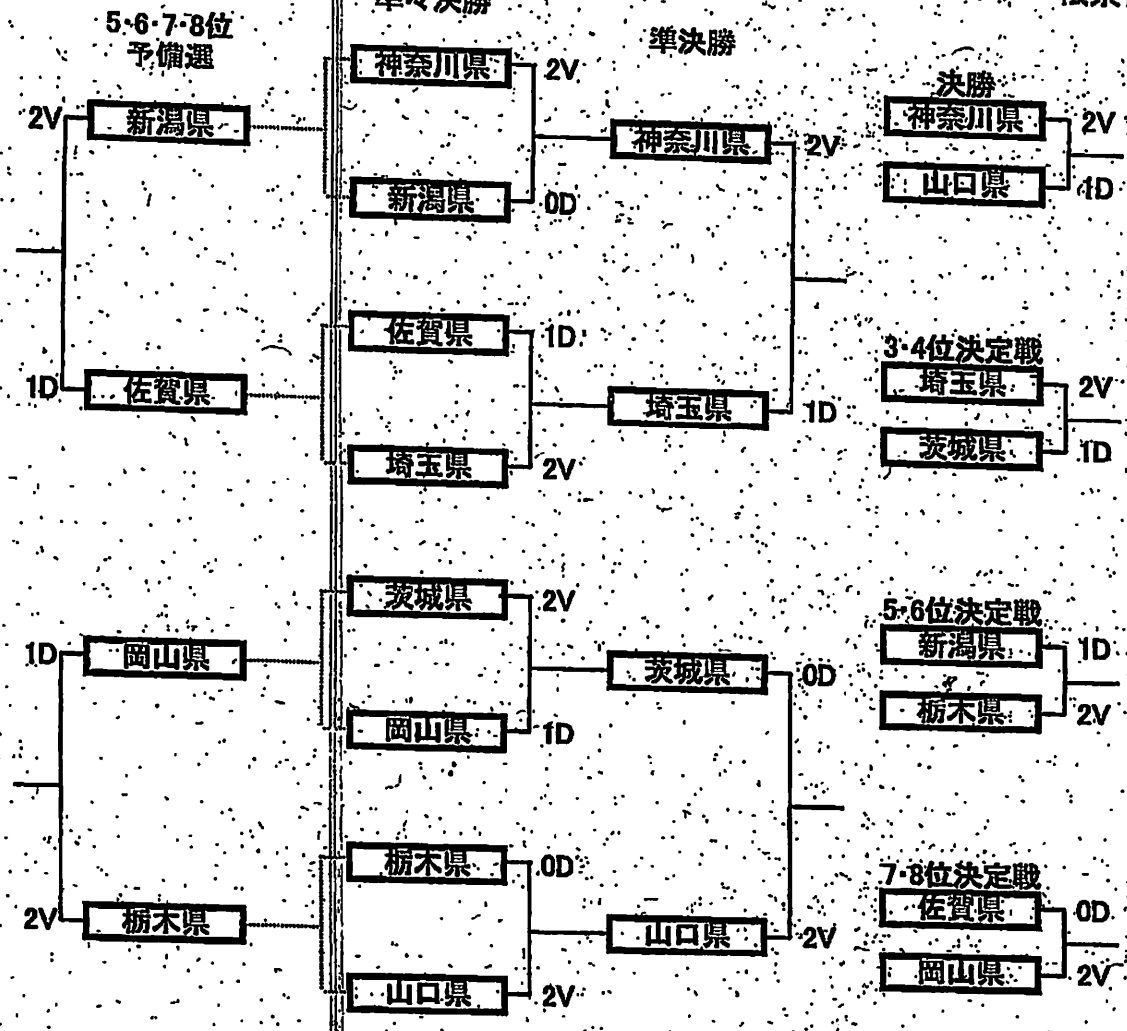 準々決勝
5・6・7・8位
予備選
準決勝
決勝
神奈川県 2V
新潟県 0D
佐賀県 1D
埼玉県 2V
茨城県 2V
岡山県 1D
栃木県 0D
山口県 2V
2V 新潟県
1D 佐賀県
1D 岡山県
2V 栃木県
神奈川県 2V
埼玉県 1D
茨城県 0D
山口県 2V
神奈川県 2V
山口県 1D
3・4位決定戦
埼玉県 2V
茨城県 1D
5・6位決定戦
新潟県 1D
栃木県 2V
7・8位決定戦
佐賀県 0D
岡山県 2V